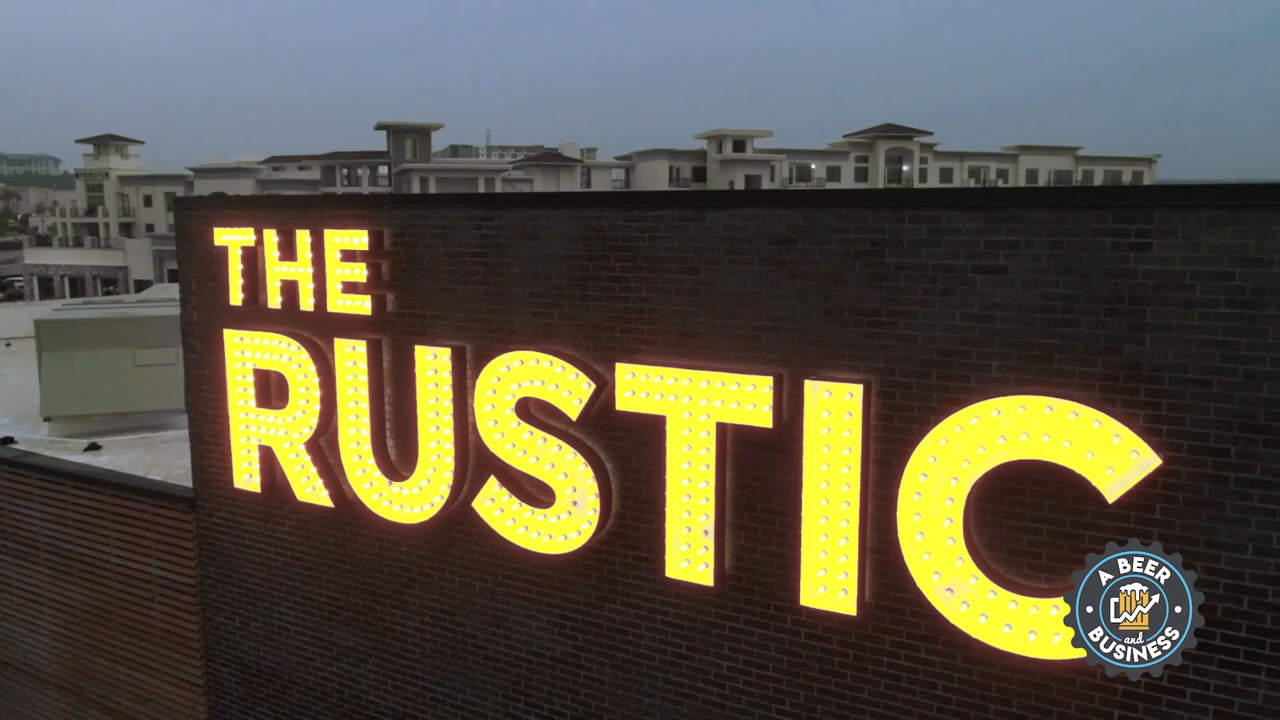 THE
RUSTIC
A BEER
and
BUSINESS